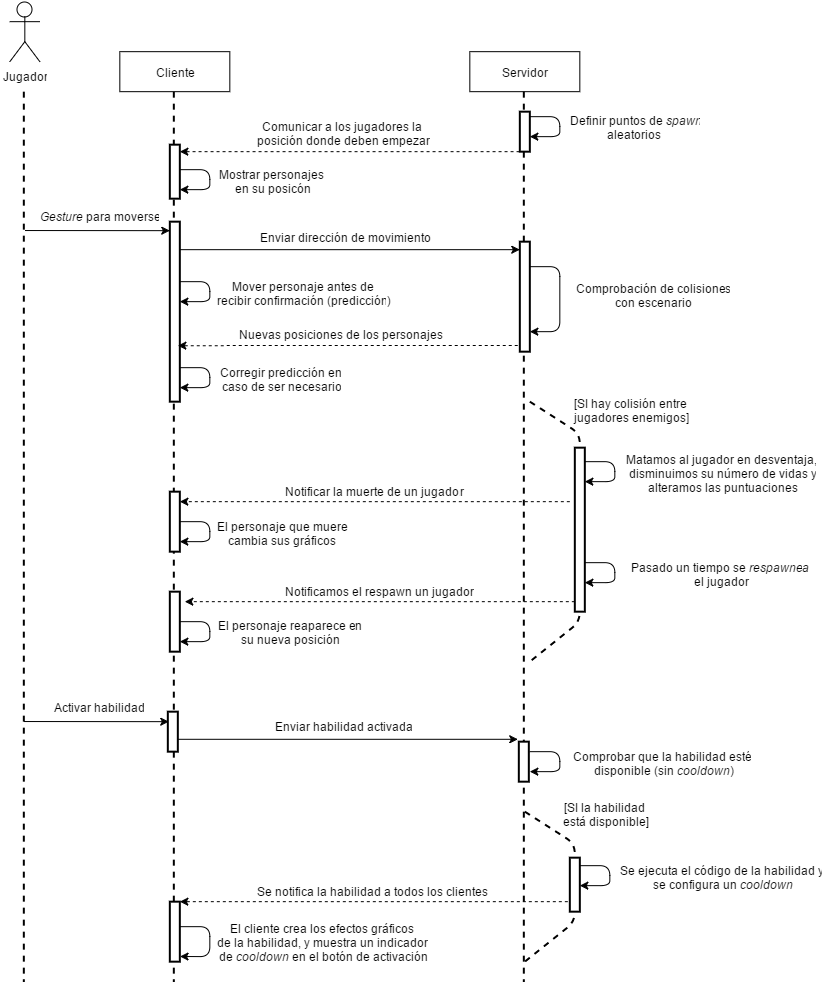 Jugador
Cliente
Servidor
Definir puntos de spawn
aleatorios
Comunicar a los jugadores la
posición donde deben empezar
Mostrar personajes
en su posicón
Gesture para moverse
Enviar dirección de movimiento
Mover personaje antes de
recibir confirmación (predicción)
Comprobación de colisiones
con escenario
Nuevas posiciones de los personajes
Corregir predicción en
caso de ser necesario
[SI hay colisión entre
jugadores enemigos]
Matamos al jugador en desventaja,
disminuimos su número de vidas y
alteramos las puntuaciones
Notificar la muerte de un jugador
El personaje que muere
cambia sus gráficos
Pasado un tiempo se respawnea
el jugador
Notificamos el respawn un jugador
El personaje reaparece en
su nueva posición
Activar habilidad
Enviar habilidad activada
Comprobar que la habilidad esté
disponible (sin cooldown)
[SI la habilidad
está disponible]
Se ejecuta el código de la habilidad y
se configura un cooldown
Se notifica la habilidad a todos los clientes
El cliente crea los efectos gráficos
de la habilidad, y muestra un indicador
de cooldown en el botón de activación